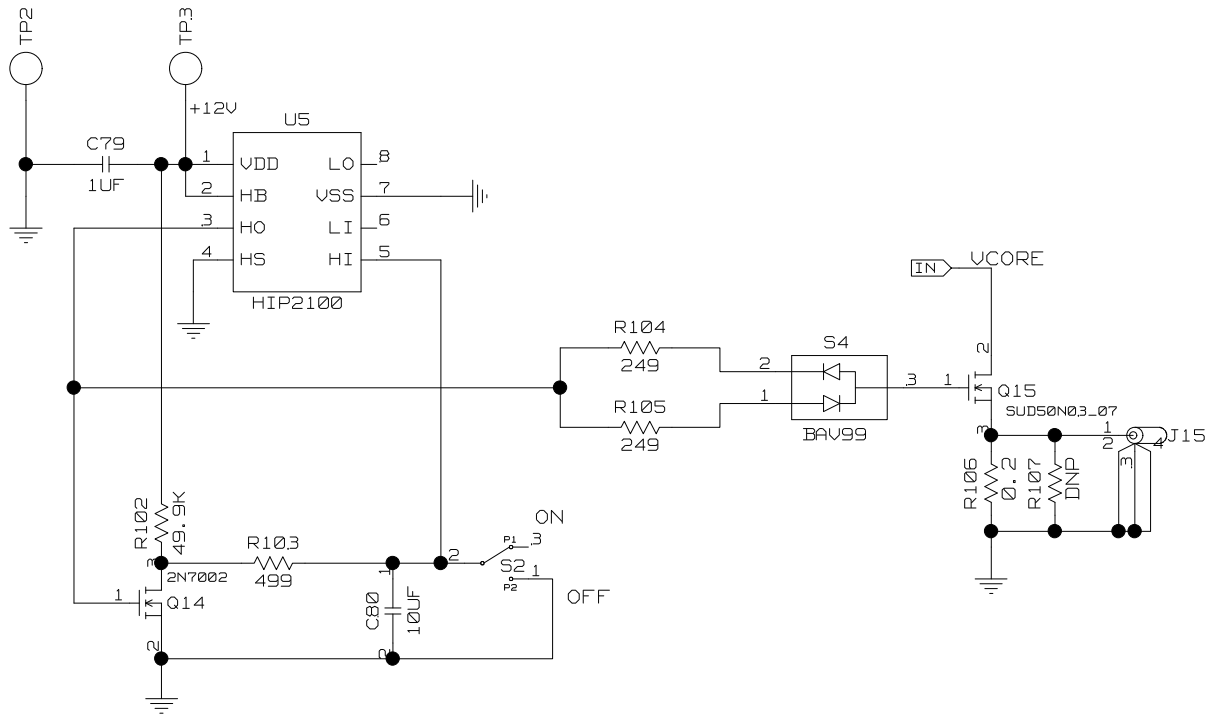 TP2
TP3
+12V
C79
1UF
U5
1 VDD LO 8
2 HB VSS 7
3 HO LI 6
4 HS HI 5
HIP2100
IN
VCORE
R104
249
2
S4
1
R105
249
BAV99
3
1
2
Q15
SUD50N03_07
3
1
2
3
4
J15
R106
0.2
R107
DNP
R102
49.9K
3
2N7002
1
Q14
2
R103
499
1
C80
10UF
2
2
ON
P1
3
S2
1
P2
OFF